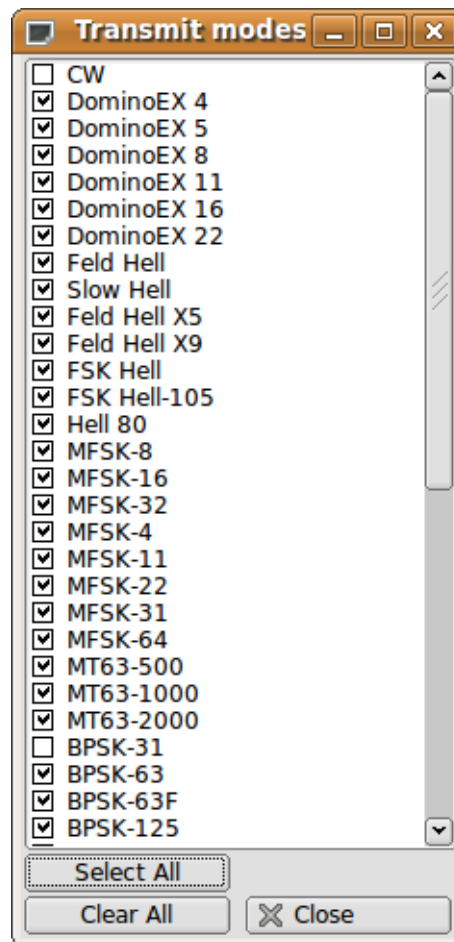 Transmit modes
CW
DominoEX 4
DominoEX 5
DominoEX 8
DominoEX 11
DominoEX 16
DominoEX 22
Feld Hell
Slow Hell
Feld Hell X5
Feld Hell X9
FSK Hell
FSK Hell-105
Hell 80
MFSK-8
MFSK-16
MFSK-32
MFSK-4
MFSK-11
MFSK-22
MFSK-31
MFSK-64
MT63-500
MT63-1000
MT63-2000
BPSK-31
BPSK-63
BPSK-63F
BPSK-125
Select All
Clear All Close